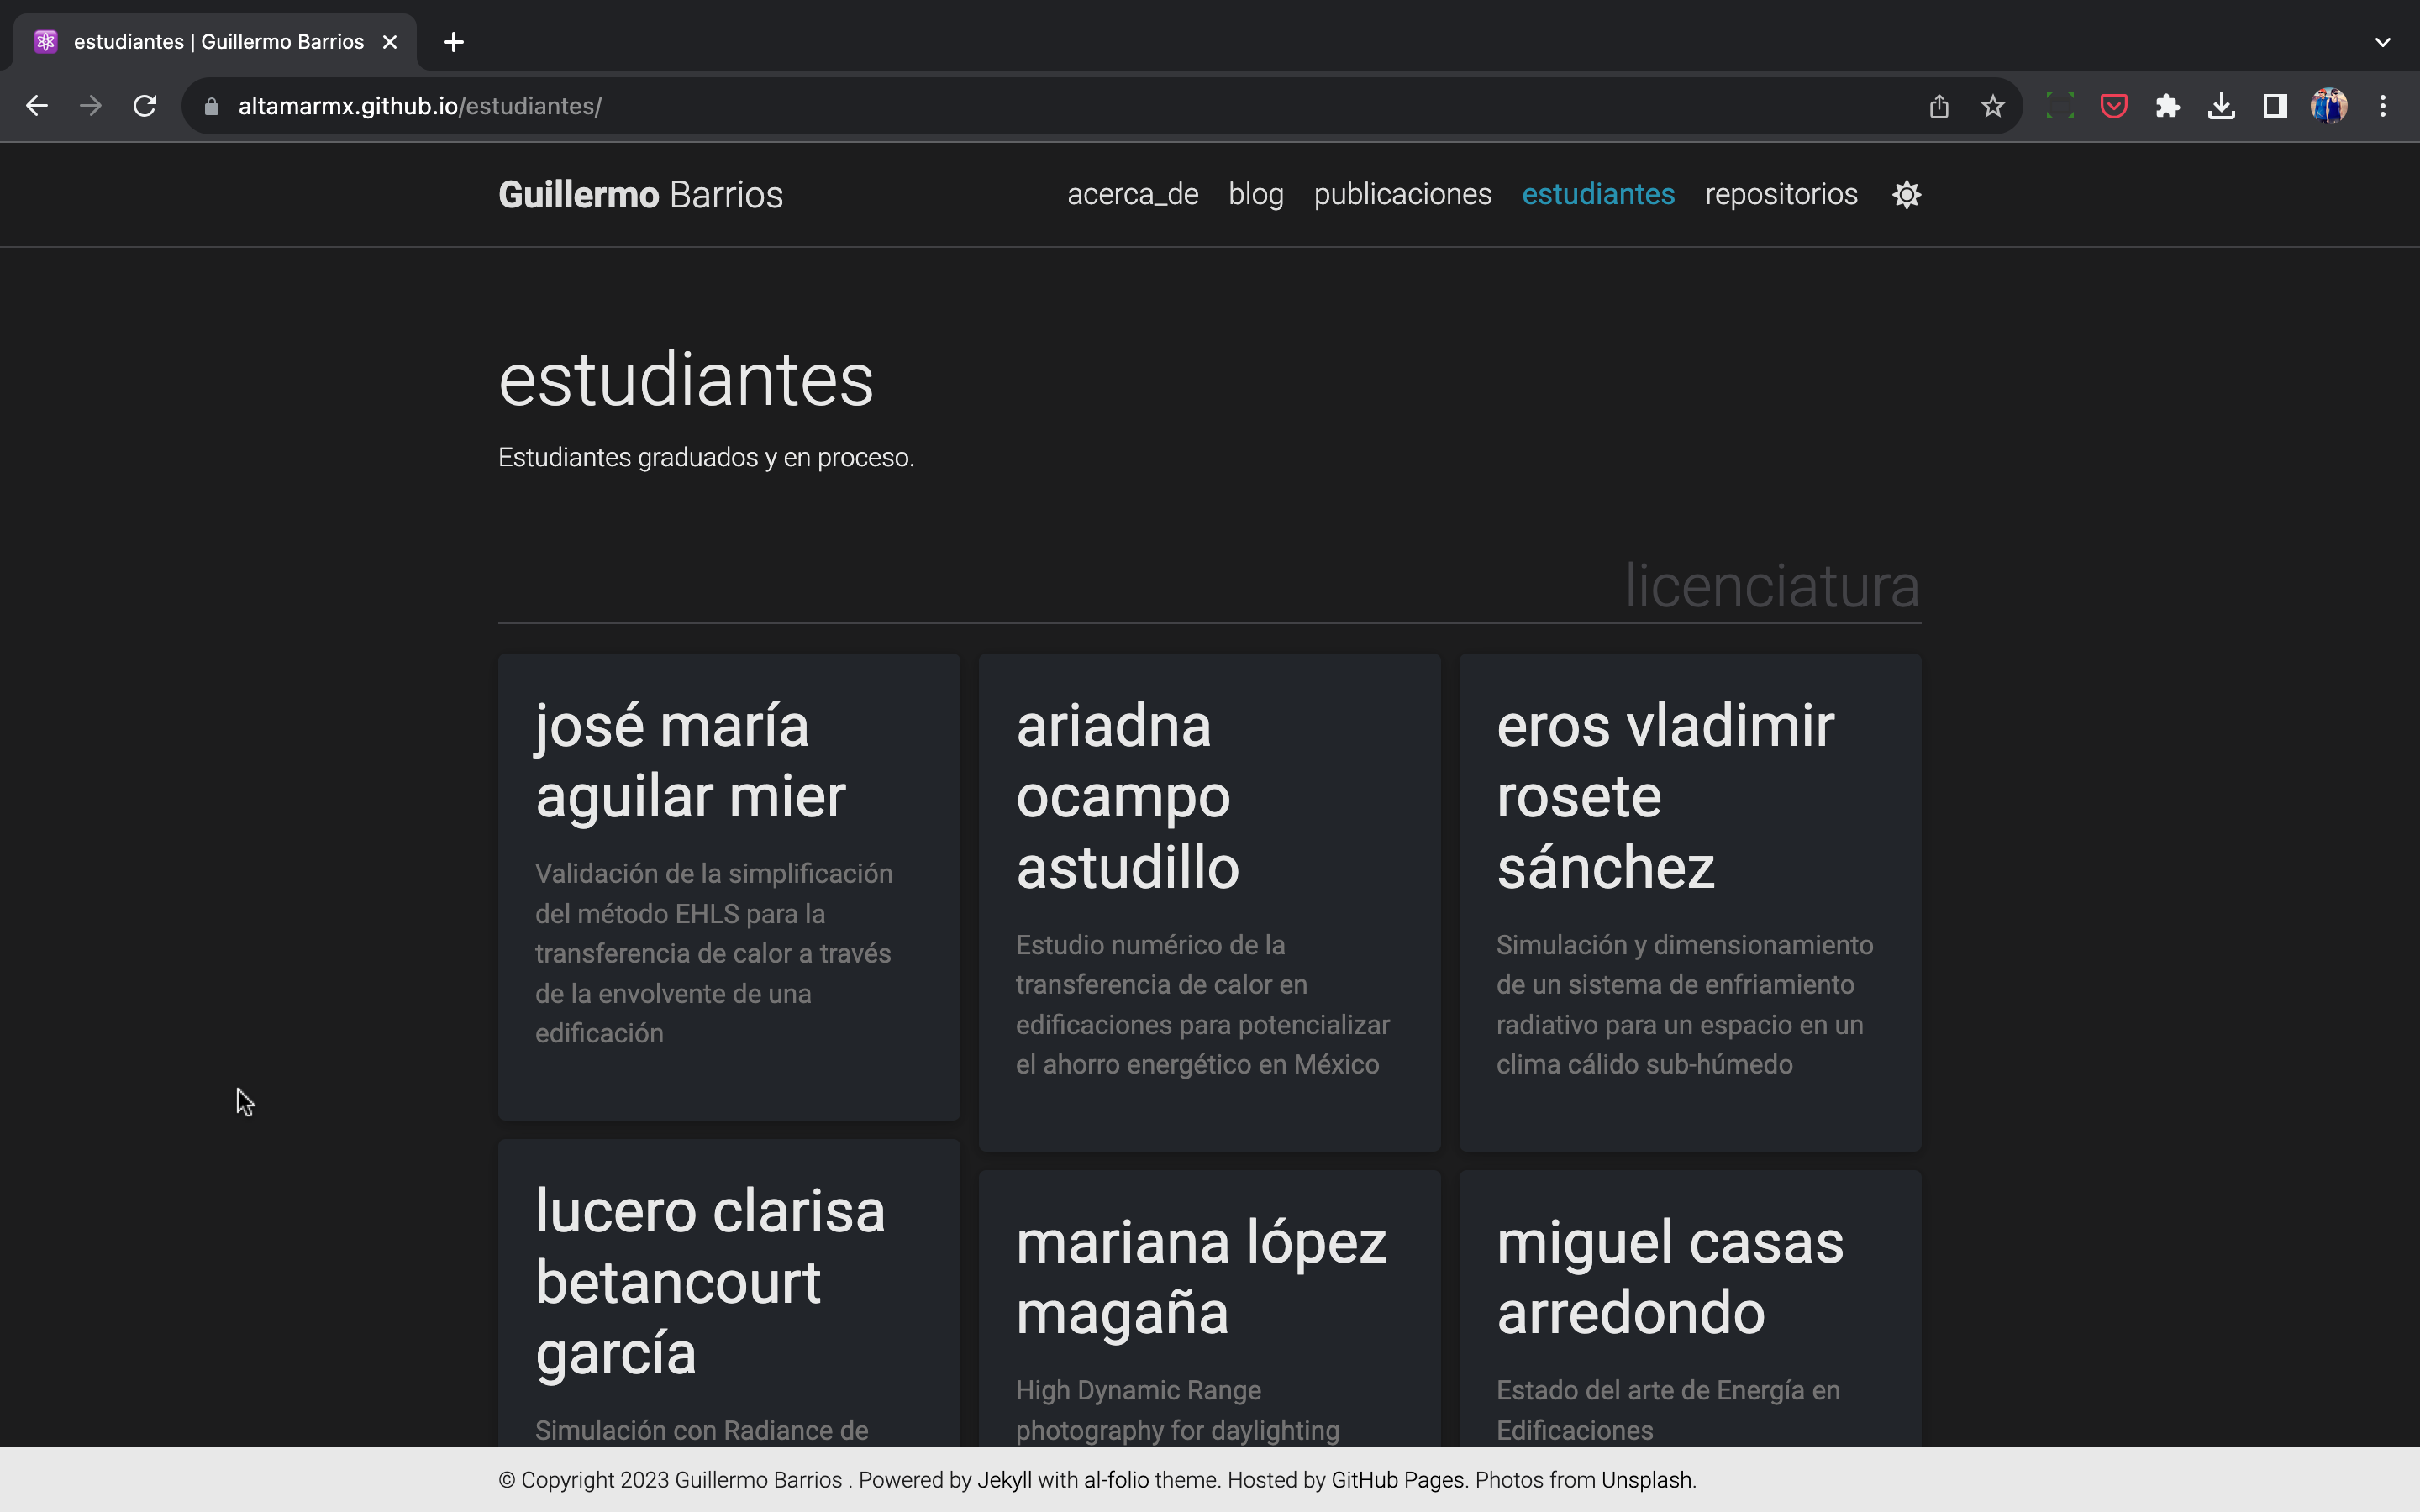 estudiantes | Guillermo Barrios
altamarmx.github.io/estudiantes/
Guillermo Barrios
acerca_de blog publicaciones estudiantes repositorios
estudiantes
Estudiantes graduados y en proceso.
licenciatura
josé maría
aguilar mier
Validación de la simplificación
del método EHLS para la
transferencia de calor a través
de la envolvente de una
edificación
ariadna
ocampo
astudillo
Estudio numérico de la
transferencia de calor en
edificaciones para potencializar
el ahorro energético en México
eros vladimir
rosete
sánchez
Simulación y dimensionamiento
de un sistema de enfriamiento
radiativo para un espacio en un
clima cálido sub-húmedo
lucero clarisa
betancourt
garcía
Simulación con Radiance de
mariana lópez
magaña
High Dynamic Range
photography for daylighting
miguel casas
arredondo
Estado del arte de Energía en
Edificaciones
© Copyright 2023 Guillermo Barrios . Powered by Jekyll with al-folio theme. Hosted by GitHub Pages. Photos from Unsplash.